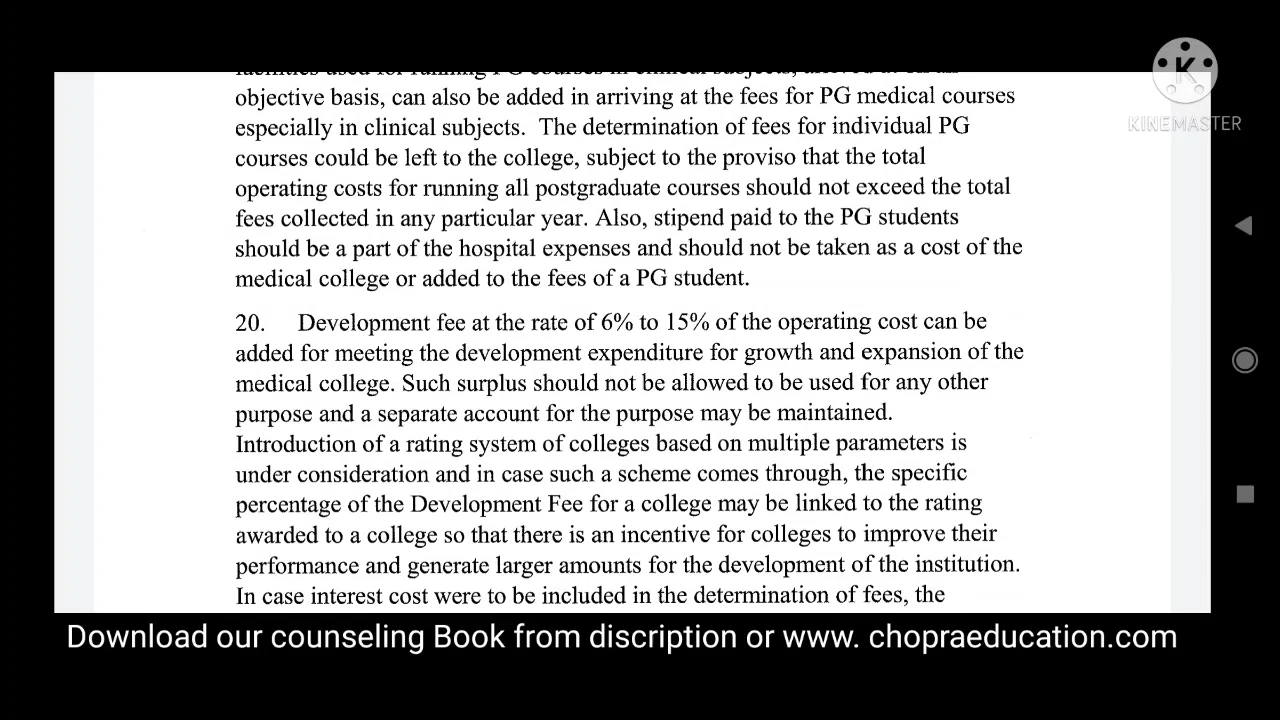 objective basis, can also be added in arriving at the fees for PG medical courses
especially in clinical subjects.  The determination of fees for individual PG
courses could be left to the college, subject to the proviso that the total
operating costs for running all postgraduate courses should not exceed the total
fees collected in any particular year. Also, stipend paid to the PG students
should be a part of the hospital expenses and should not be taken as a cost of the
medical college or added to the fees of a PG student.
20.     Development fee at the rate of 6% to 15% of the operating cost can be
added for meeting the development expenditure for growth and expansion of the
medical college. Such surplus should not be allowed to be used for any other
purpose and a separate account for the purpose may be maintained.
Introduction of a rating system of colleges based on multiple parameters is
under consideration and in case such a scheme comes through, the specific
percentage of the Development Fee for a college may be linked to the rating
awarded to a college so that there is an incentive for colleges to improve their
performance and generate larger amounts for the development of the institution.
In case interest cost were to be included in the determination of fees, the
K
KINEMASTER
Download our counseling Book from discription or www. chopraeducation.com